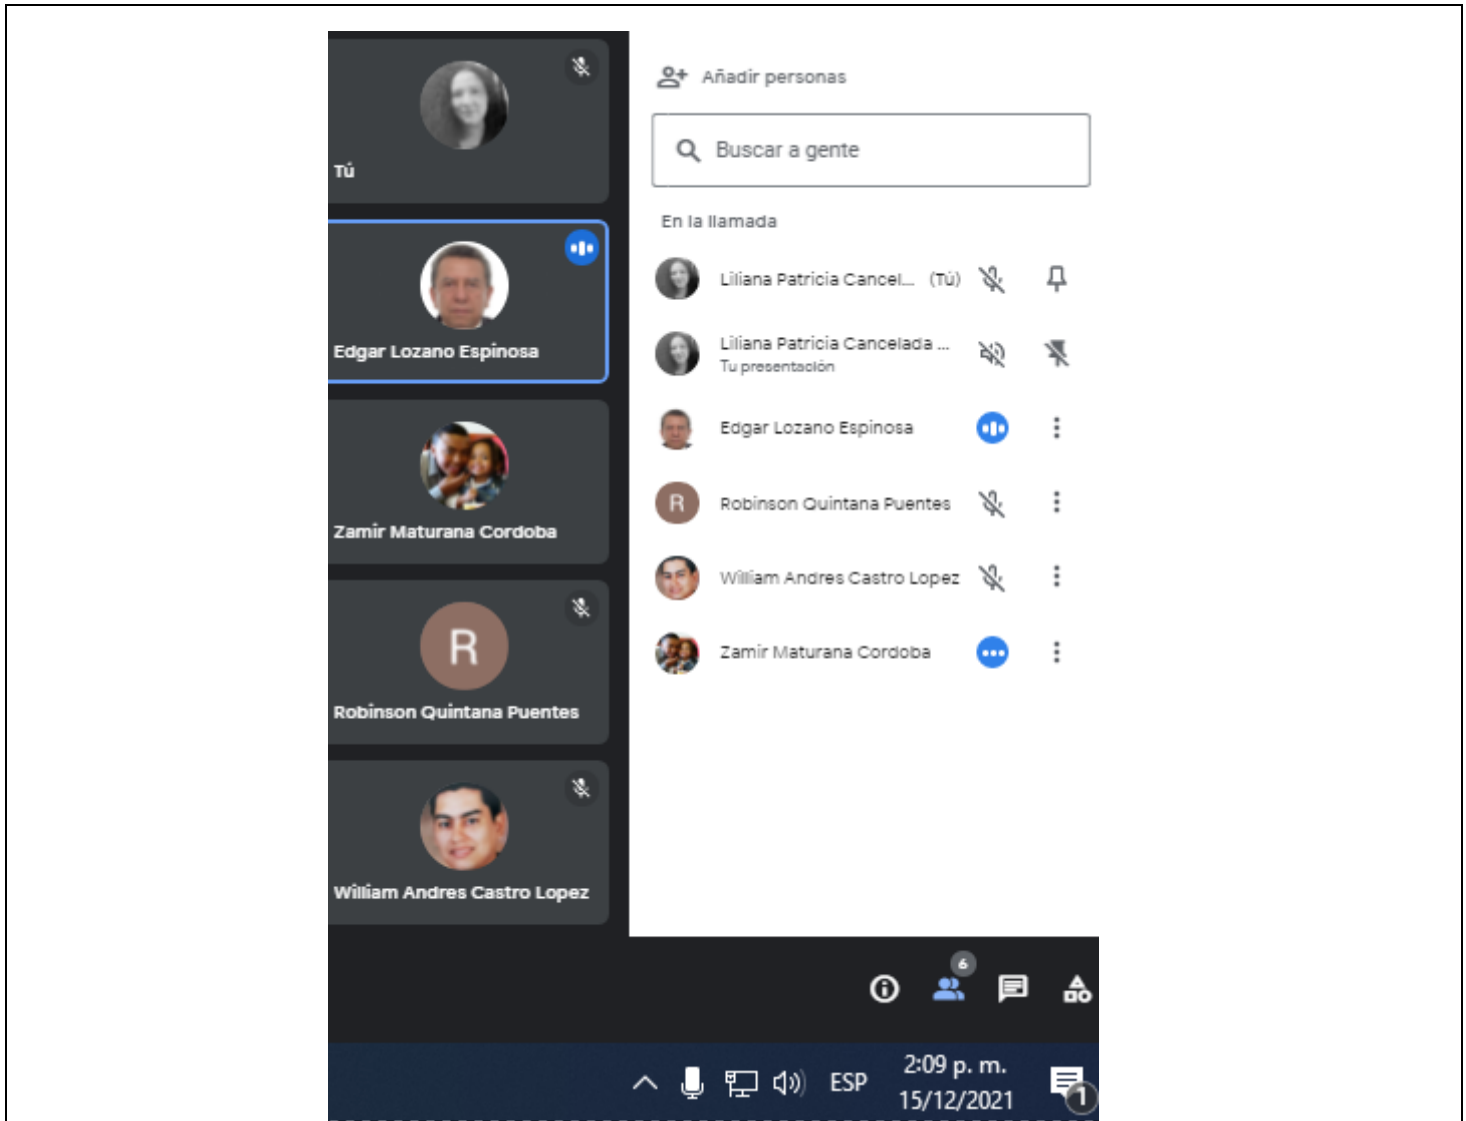 Tú
Edgar Lozano Espinosa
Zamir Maturana Cordoba
R
Robinson Quintana Puentes
William Andres Castro Lopez
Añadir personas
Buscar a gente
En la llamada
Liliana Patricia Cancel... (Tú)
Liliana Patricia Cancelada ...
Tu presentación
Edgar Lozano Espinosa
R Robinson Quintana Puentes
William Andres Castro Lopez
Zamir Maturana Cordoba
6
ESP
2:09 p. m.
15/12/2021
1